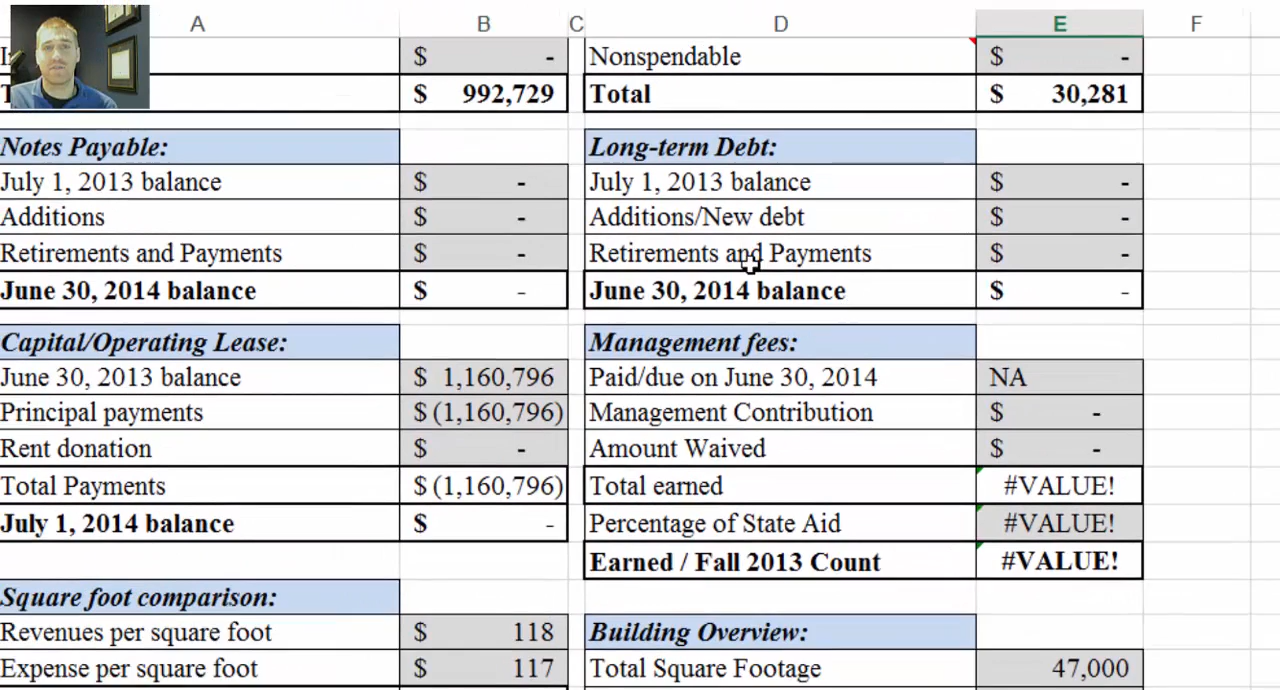 A B C D E F
$ - Nonspendable $ -
$ 992,729 Total $ 30,281
Notes Payable: Long-term Debt:
July 1, 2013 balance $ - July 1, 2013 balance $ -
Additions $ - Additions/New debt $ -
Retirements and Payments $ - Retirements and Payments $ -
June 30, 2014 balance $ - June 30, 2014 balance $ -
Capital/Operating Lease: Management fees:
June 30, 2013 balance $ 1,160,796 Paid/due on June 30, 2014 NA
Principal payments $ (1,160,796) Management Contribution $ -
Rent donation $ - Amount Waived $ -
Total Payments $ (1,160,796) Total earned #VALUE!
July 1, 2014 balance $ - Percentage of State Aid #VALUE!
Earned / Fall 2013 Count #VALUE!
Square foot comparison:
Revenues per square foot $ 118 Building Overview:
Expense per square foot $ 117 Total Square Footage 47,000